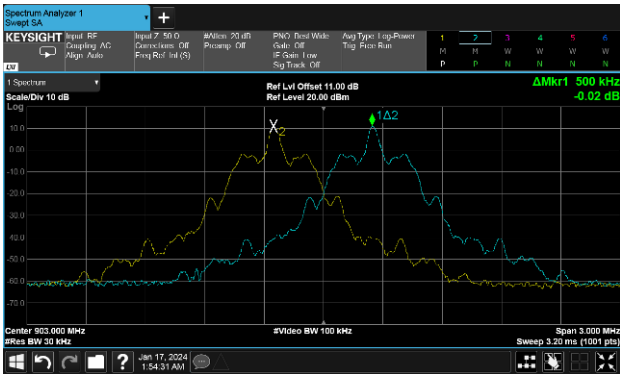 Spectrum Analyzer 1
Swept SA
KEYSIGHT Input RF Input Z 50 Ω #Atten 20 dB PNO Best Wide Avg Type Log-Power 1 2 3 4 5 6
Coupling AC Corrections Off Preamp Off Gate Off Trig Free Run M M W W W W
Align Auto Freq Ref Int (S) IF Gain Low P P N N N N
Sig Track Off
LXI
1 Spectrum Ref Lvl Offset 11.00 dB ΔMkr1 500 kHz
Scale/Div 10 dB Ref Level 20.00 dBm -0.02 dB
Log
1Δ2
X2
10.0
0.00
-10.0
-20.0
-30.0
-40.0
-50.0
-60.0
-70.0
Center 903.000 MHz #Video BW 100 kHz Span 3.000 MHz
#Res BW 30 kHz Sweep 3.20 ms (1001 pts)
? Jan 17, 2024
1:54:31 AM